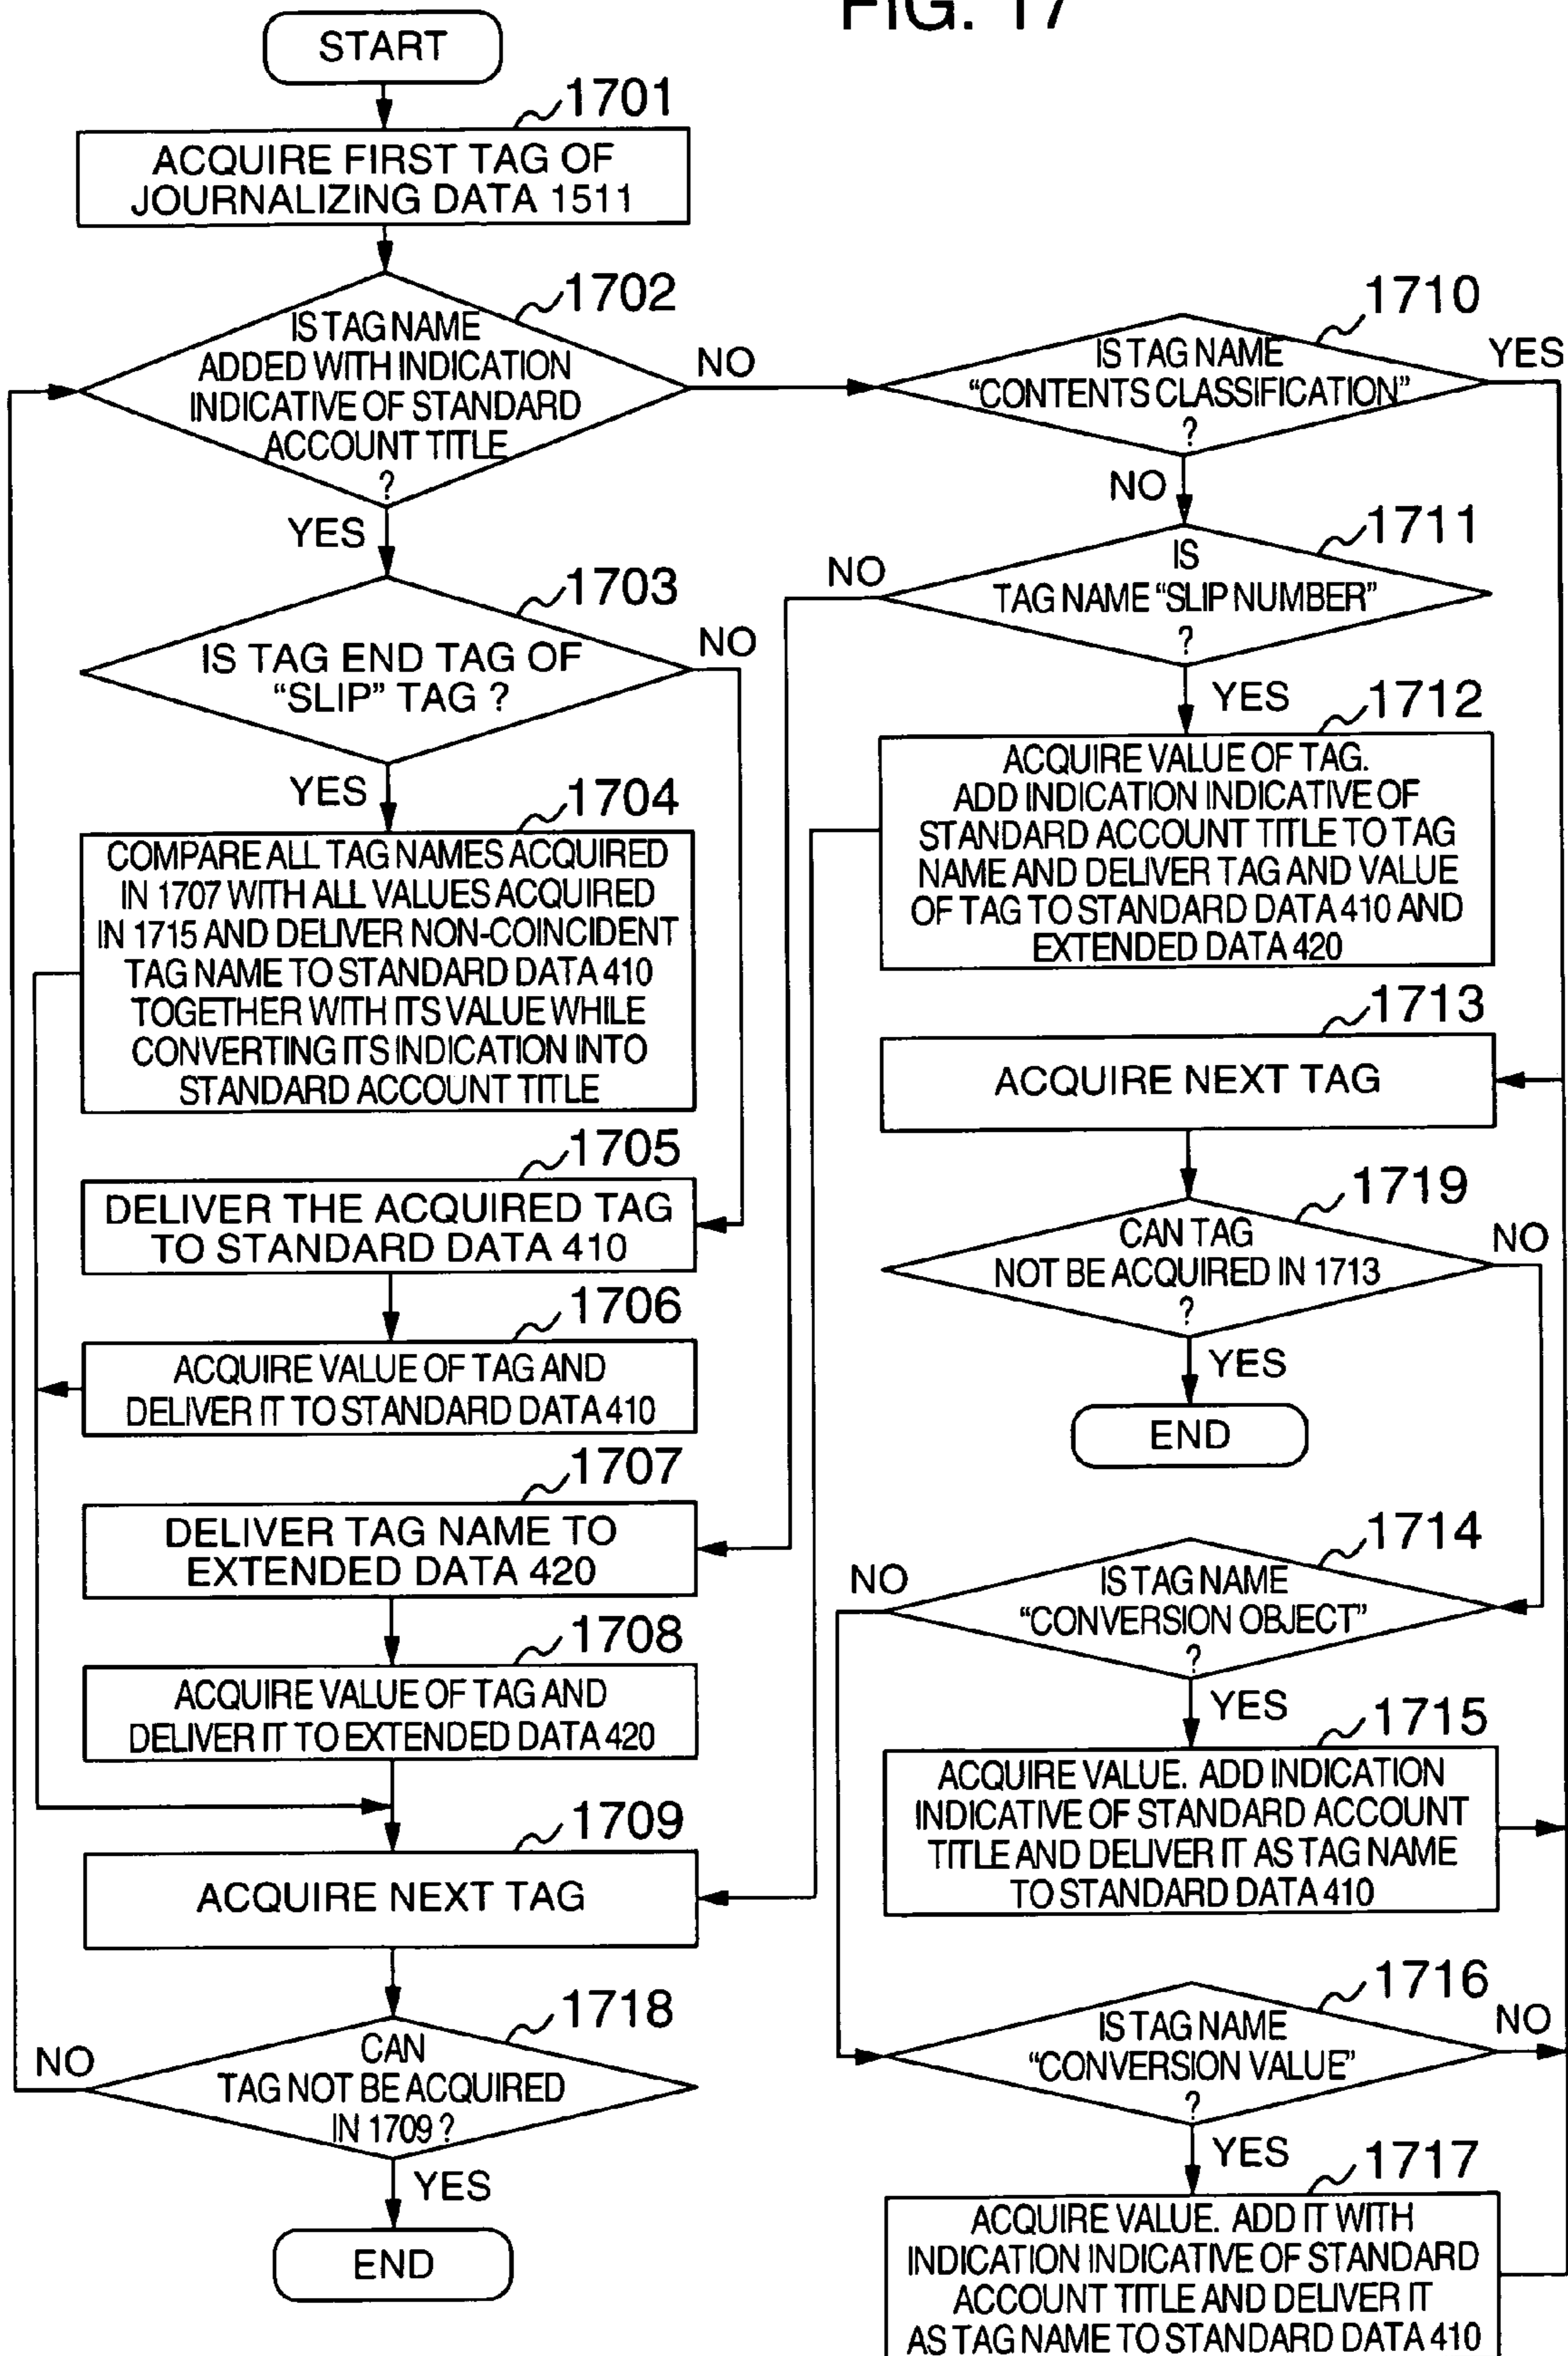 FIG. 17
START
1701
ACQUIRE FIRST TAG OF
JOURNALIZING DATA 1511
1702
IS TAG NAME
ADDED WITH INDICATION
INDICATIVE OF STANDARD
ACCOUNT TITLE
?
NO
YES
1703
IS TAG END TAG OF
“SLIP” TAG ?
NO
YES
1704
COMPARE ALL TAG NAMES ACQUIRED
IN 1707 WITH ALL VALUES ACQUIRED
IN 1715 AND DELIVER NON-COINCIDENT
TAG NAME TO STANDARD DATA 410
TOGETHER WITH ITS VALUE WHILE
CONVERTING ITS INDICATION INTO
STANDARD ACCOUNT TITLE
1705
DELIVER THE ACQUIRED TAG
TO STANDARD DATA 410
1706
ACQUIRE VALUE OF TAG AND
DELIVER IT TO STANDARD DATA 410
1707
DELIVER TAG NAME TO
EXTENDED DATA 420
1708
ACQUIRE VALUE OF TAG AND
DELIVER IT TO EXTENDED DATA 420
1709
ACQUIRE NEXT TAG
1718
CAN
TAG NOT BE ACQUIRED
IN 1709 ?
NO
YES
END
1710
IS TAG NAME
“CONTENTS CLASSIFICATION”
?
YES
NO
1711
IS
TAG NAME “SLIP NUMBER”
?
NO
YES
1712
ACQUIRE VALUE OF TAG.
ADD INDICATION INDICATIVE OF
STANDARD ACCOUNT TITLE TO TAG
NAME AND DELIVER TAG AND VALUE
OF TAG TO STANDARD DATA 410 AND
EXTENDED DATA 420
1713
ACQUIRE NEXT TAG
1719
CAN TAG
NOT BE ACQUIRED IN 1713
?
NO
YES
END
1714
IS TAG NAME
“CONVERSION OBJECT”
?
NO
YES
1715
ACQUIRE VALUE. ADD INDICATION
INDICATIVE OF STANDARD ACCOUNT
TITLE AND DELIVER IT AS TAG NAME
TO STANDARD DATA 410
1716
IS TAG NAME
“CONVERSION VALUE”
?
NO
YES
1717
ACQUIRE VALUE. ADD IT WITH
INDICATION INDICATIVE OF STANDARD
ACCOUNT TITLE AND DELIVER IT
AS TAG NAME TO STANDARD DATA 410